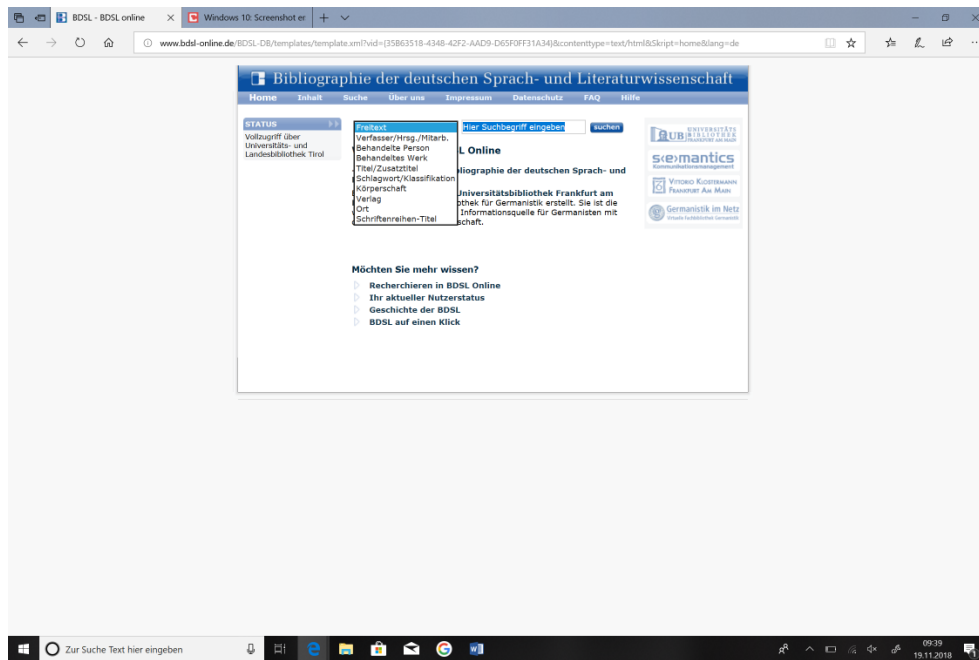 BDSL - BDSL online
Windows 10: Screenshot er
www.bdsl-online.de/BDSL-DB/templates/template.xml?vid={35B63518-4348-42F2-AAD9-D65F0FF31A34}&contenttype=text/html&Skript=home&lang=de
Bibliographie der deutschen Sprach- und Literaturwissenschaft
Home Inhalt Suche Über uns Impressum Datenschutz FAQ Hilfe
STATUS
Vollzugriff über
Universitäts- und
Landesbibliothek Tirol
Freitext
Verfasser/Hrsg./Mitarb.
Behandelte Person
Behandeltes Werk
Titel/Zusatztitel
Schlagwort/Klassifikation
Körperschaft
Verlag
Ort
Schriftenreihen-Titel
Hier Suchbegriff eingeben suchen
L Online
bliographie der deutschen Sprach- und
Universitätsbibliothek Frankfurt am
othek für Germanistik erstellt. Sie ist die
Informationsquelle für Germanisten mit
schaft.
Möchten Sie mehr wissen?
Recherchieren in BDSL Online
Ihr aktueller Nutzerstatus
Geschichte der BDSL
BDSL auf einen Klick
UB UNIVERSITÄTS
BIBLIOTHEK
FRANKFURT AM MAIN
s<e>mantics
Kommunikationsmanagement
Vittorio Klostermann
Frankfurt Am Main
Germanistik im Netz
Virtuelle Fachbibliothek Germanistik
Zur Suche Text hier eingeben
09:39
19.11.2018